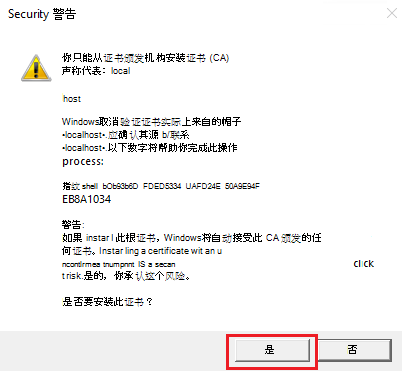 Security 警告
你只能从证书颁发机构安装证书 (CA)
声称代表：local
host
Windows取消验证证书实际上来自的帽子
•localhost•.应确认其源 b/联系
•localhost•.以下数字将帮助你完成此操作
process:
指纹 shell bOb93b6D FDED5334 UAFD24E 50A9E94F
EB8A1034
警告:
如果 instar l 此根证书，Windows将自动接受此 CA 颁发的任
何证书。Instar ling a certificate wit an u
ncontlrmea tnumpnnt IS a secan click
t risk.是的，你承认这个风险。
是否要安装此证书？
是 否